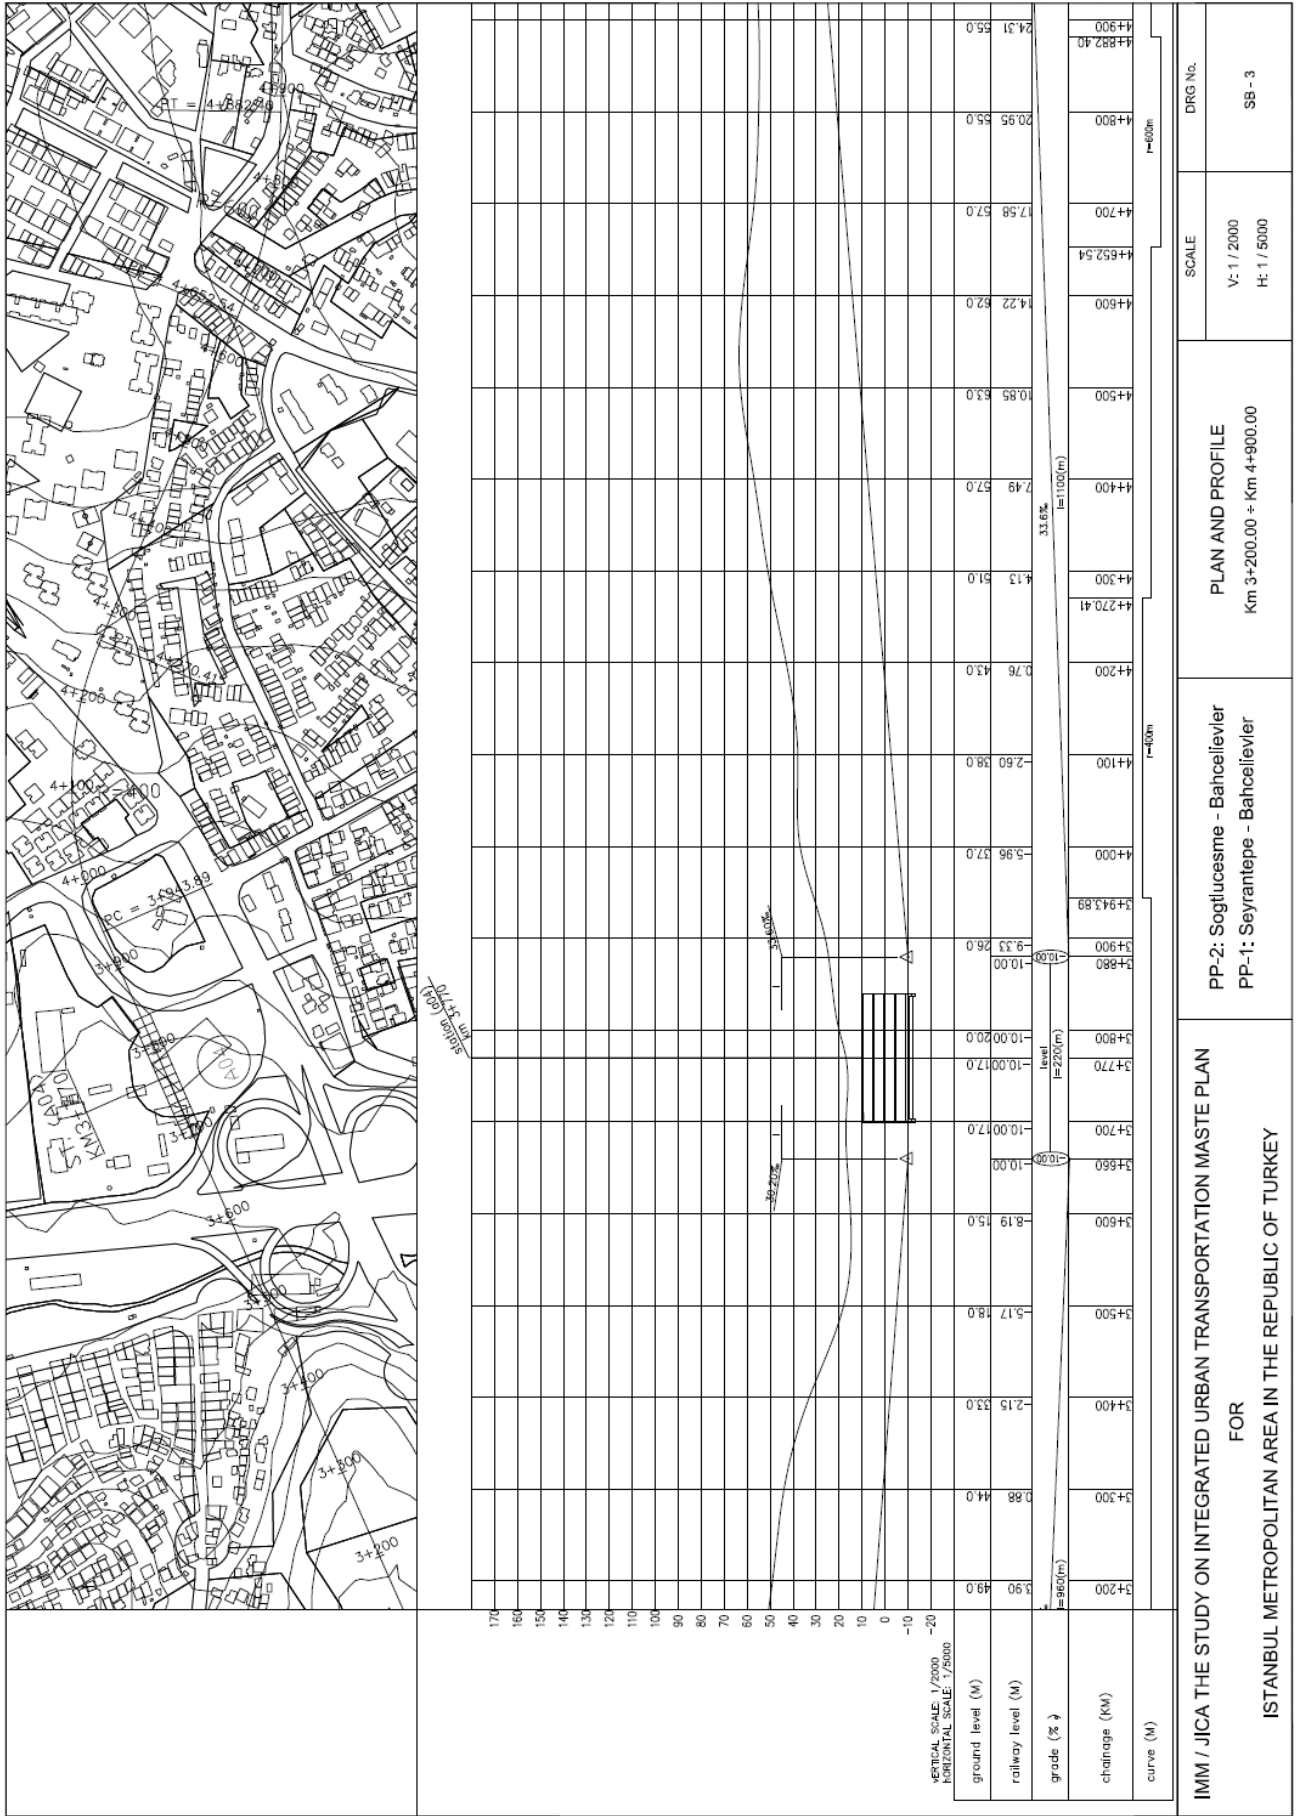 4+900
PT = 4+882.40
4+800
4+652.54
4+600
4+300
4+200
4+100
R=400
4+000
PC = 3+943.89
3+900
3+800
A04
ST. (A04)
KM3+770
3+700
3+600
3+500
3+400
3+300
3+200
station (a04)
km 3+770
53.60‰
30.20‰
170
160
150
140
130
120
110
100
90
80
70
60
50
40
30
20
10
0
-10
-20
VERTICAL SCALE: 1/2000
HORIZONTAL SCALE: 1/5000
ground level (M)
49.0 44.0 33.0 18.0 15.0 17.0 17.0 20.0 26.0 37.0 38.0 43.0 51.0 57.0 63.0 62.0 57.0 55.0 55.0
railway level (M)
3.90 0.88 -2.15 -5.17 -8.19 -10.00 -10.00 -10.00 -10.00 -10.00 -9.33 -5.96 -2.60 0.76 4.13 7.49 10.85 14.22 17.58 20.95 24.31
grade (%
l=960(m) -10.00 level l=220(m) -10.00 33.6‰ l=1100(m)
chainage (KM)
3+200 3+300 3+400 3+500 3+600 3+660 3+700 3+770 3+800 3+880 3+900 3+943.89 4+000 4+100 4+200 4+270.41 4+300 4+400 4+500 4+600 4+652.54 4+700 4+800 4+882.40 4+900
curve (M)
r=400m r=600m
IMM / JICA THE STUDY ON INTEGRATED URBAN TRANSPORTATION MASTE PLAN
FOR
ISTANBUL METROPOLITAN AREA IN THE REPUBLIC OF TURKEY
PP-2: Sogtlucesme - Bahcelievler
PP-1: Seyrantepe - Bahcelievler
PLAN AND PROFILE
Km 3+200.00 ÷ Km 4+900.00
SCALE
V: 1 / 2000
H: 1 / 5000
DRG No.
SB - 3